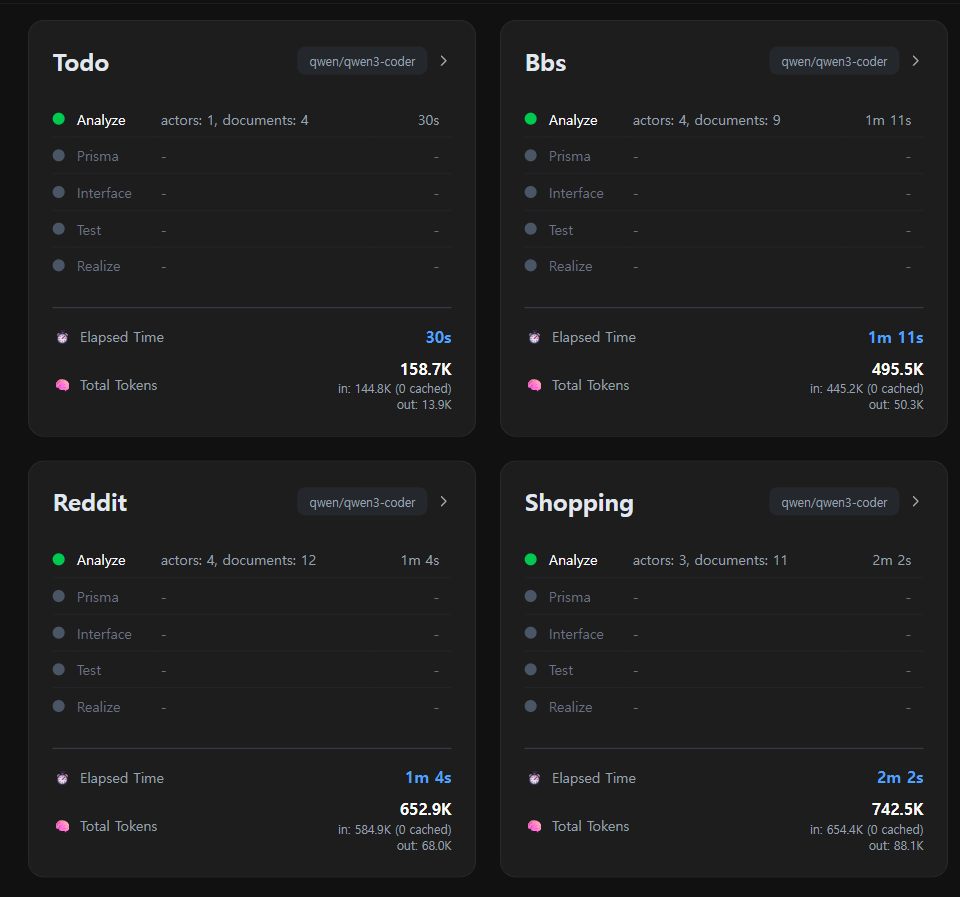 Todo qwen/qwen3-coder
Analyze actors: 1, documents: 4 30s
Prisma - -
Interface - -
Test - -
Realize - -
Elapsed Time 30s
Total Tokens 158.7K
in: 144.8K (0 cached)
out: 13.9K
Bbs qwen/qwen3-coder
Analyze actors: 4, documents: 9 1m 11s
Prisma - -
Interface - -
Test - -
Realize - -
Elapsed Time 1m 11s
Total Tokens 495.5K
in: 445.2K (0 cached)
out: 50.3K
Reddit qwen/qwen3-coder
Analyze actors: 4, documents: 12 1m 4s
Prisma - -
Interface - -
Test - -
Realize - -
Elapsed Time 1m 4s
Total Tokens 652.9K
in: 584.9K (0 cached)
out: 68.0K
Shopping qwen/qwen3-coder
Analyze actors: 3, documents: 11 2m 2s
Prisma - -
Interface - -
Test - -
Realize - -
Elapsed Time 2m 2s
Total Tokens 742.5K
in: 654.4K (0 cached)
out: 88.1K